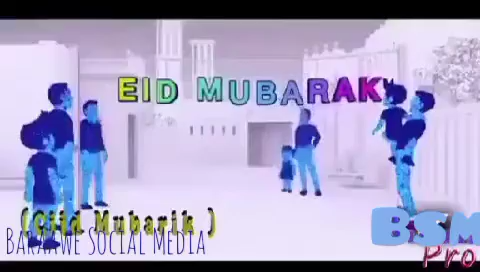 EID MUBARAK
( Ciid Mubarik )
BARAAWE SOCIAL MEDIA
BSM
Pro